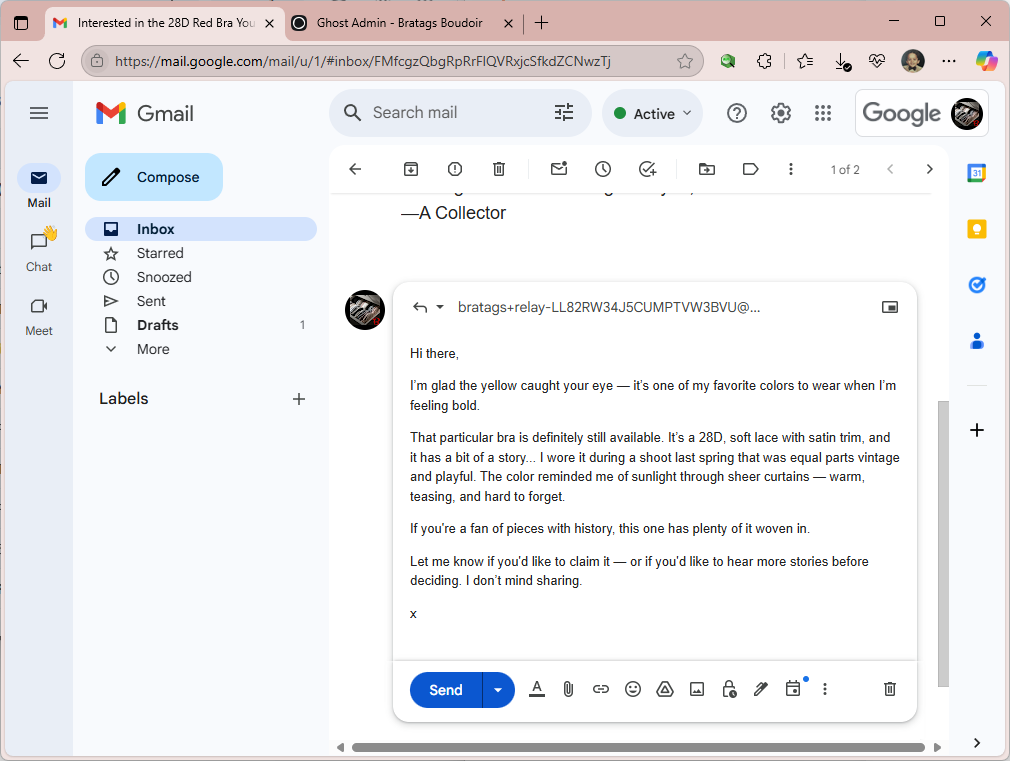 Interested in the 28D Red Bra You
Ghost Admin - Bratags Boudoir
https://mail.google.com/mail/u/1/#inbox/FMfcgzQbgRpRrFlQVRxjcSfkdZCNwzTj
Gmail
Search mail
Active
Google
Compose
1 of 2
Mail
Chat
Meet
Inbox
Starred
Snoozed
Sent
Drafts 1
More
Labels
—A Collector
bratags+relay-LL82RW34J5CUMPTVW3BVU@...
Hi there,
I'm glad the yellow caught your eye — it's one of my favorite colors to wear when I'm
feeling bold.
That particular bra is definitely still available. It's a 28D, soft lace with satin trim, and
it has a bit of a story... I wore it during a shoot last spring that was equal parts vintage
and playful. The color reminded me of sunlight through sheer curtains — warm,
teasing, and hard to forget.
If you're a fan of pieces with history, this one has plenty of it woven in.
Let me know if you'd like to claim it — or if you'd like to hear more stories before
deciding. I don't mind sharing.
x
Send
31